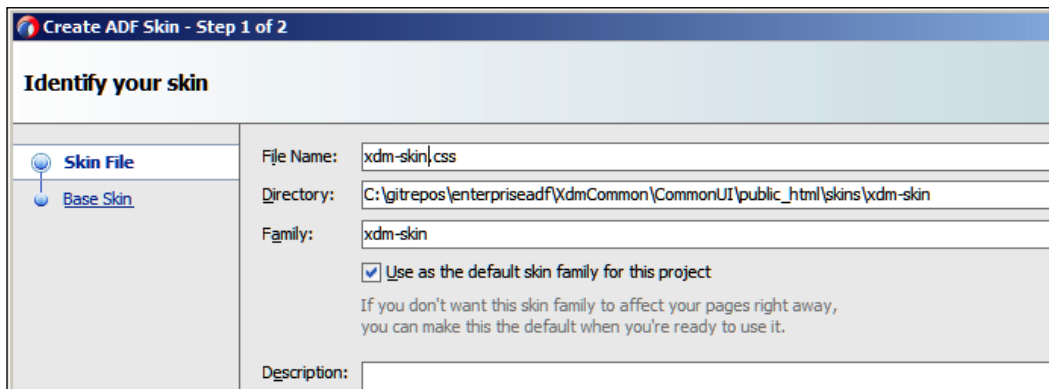 Create ADF Skin - Step 1 of 2
Identify your skin
Skin File
Base Skin
File Name: xdm-skin.css
Directory: C:\gitrepos\enterpriseadf\XdmCommon\CommonUI\public_html\skins\xdm-skin
Family: xdm-skin
Use as the default skin family for this project
If you don't want this skin family to affect your pages right away,
you can make this the default when you're ready to use it.
Description: